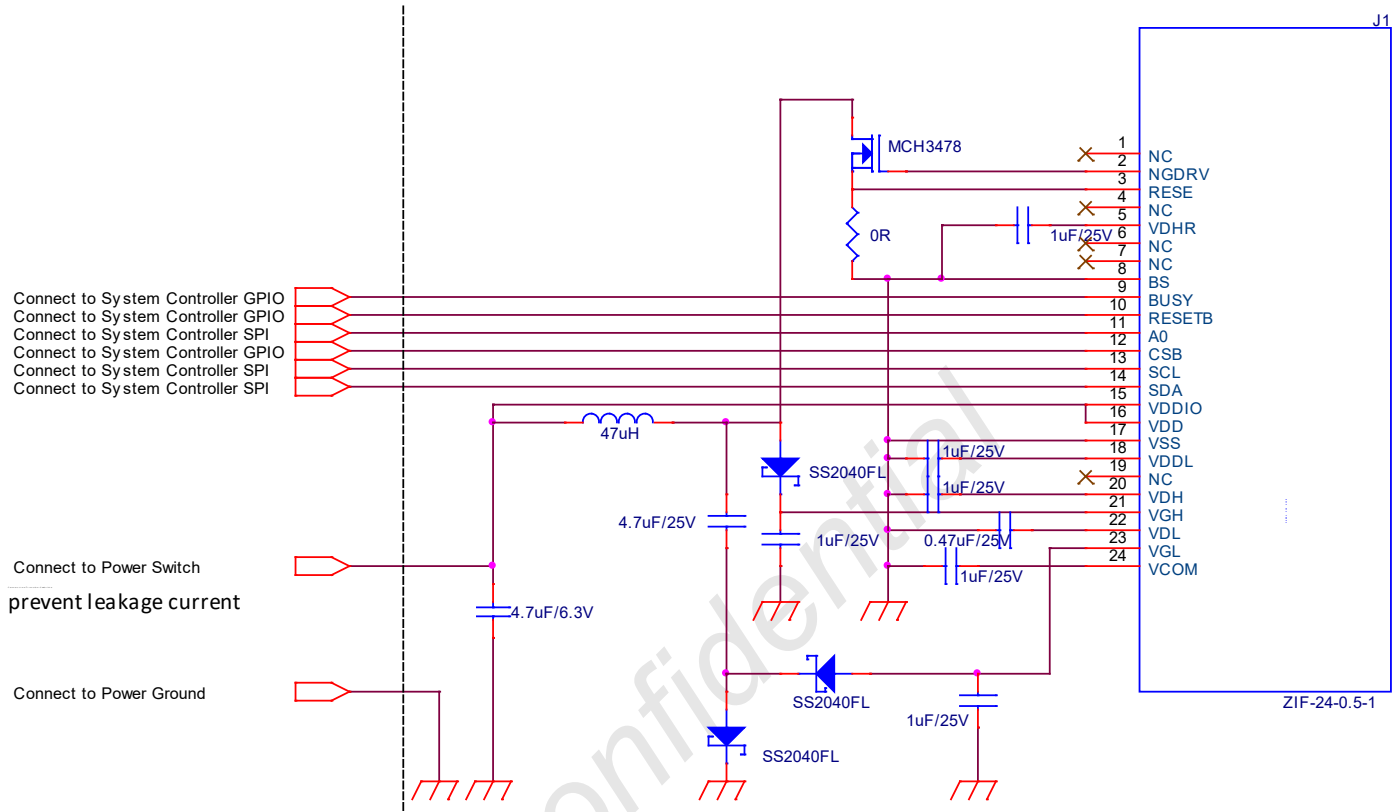 J1
MCH3478
0R
1uF/25V
1
NC
2
NGDRV
3
RESE
4
NC
5
VDHR
6
NC
7
NC
8
BS
9
BUSY
10
RESETB
11
A0
12
CSB
13
SCL
14
SDA
15
VDDIO
16
VDD
17
VSS
18
VDDL
19
NC
20
VDH
21
VGH
22
VDL
23
VGL
24
VCOM
Connect to System Controller GPIO
Connect to System Controller GPIO
Connect to System Controller SPI
Connect to System Controller GPIO
Connect to System Controller SPI
Connect to System Controller SPI
47uH
1uF/25V
SS2040FL
1uF/25V
4.7uF/25V
1uF/25V
0.47uF/25V
1uF/25V
Connect to Power Switch
prevent leakage current
4.7uF/6.3V
Connect to Power Ground
SS2040FL
1uF/25V
SS2040FL
ZIF-24-0.5-1
onfidential